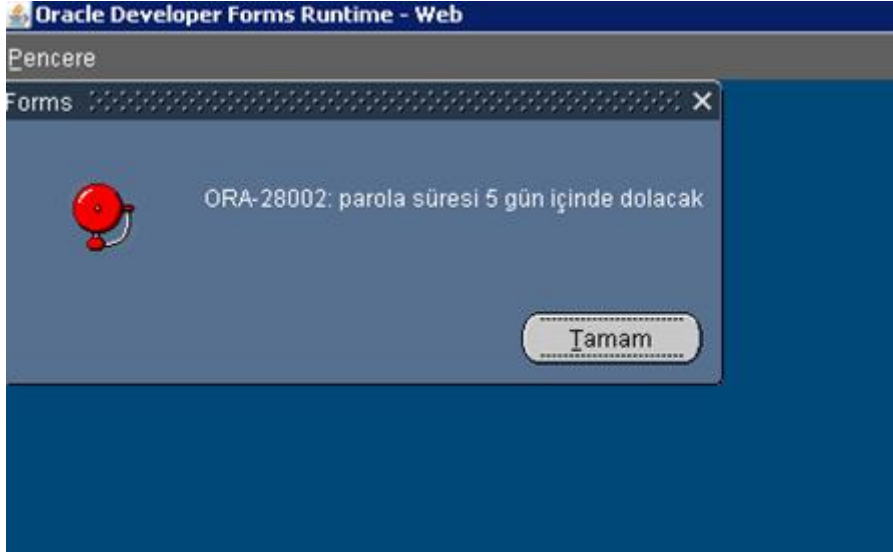 Oracle Developer Forms Runtime - Web
Pencere
Forms
ORA-28002: parola süresi 5 gün içinde dolacak
Tamam